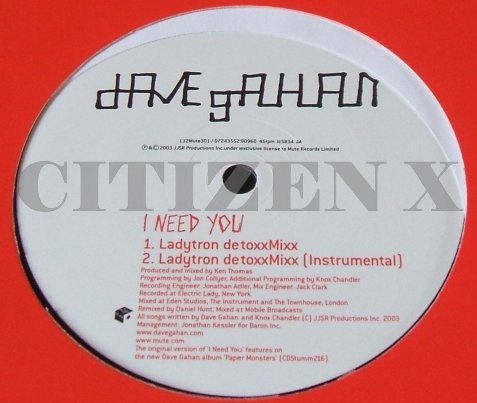 dAVE gAHAN
L12Mute301 / 07243552 90960 45rpm
℗ & © 2003 JJSR Productions Inc.under exclusive license to Mute Records Limited
CITIZEN X
I NEED YOU
1. Ladytron detoxxMixx
2. Ladytron detoxxMixx (Instrumental)
Produced and mixed by Ken Thomas
Programming by Jon Collyer, Additional Programming by Knox Chandler
Recording Engineer: Jonathan Adler, Mix Engineer: Jack Clark
Recorded at Electric Lady, New York
Mixed at Eden Studios, The Instrument and The Townhouse, London
Remixed by Daniel Hunt, Mixed at Mobile Broadcasts
All songs written by Dave Gahan and Knox Chandler (C) JJSR Productions Inc. 2003
Management: Jonathan Kessler for Baron Inc.
www.davegahan.com
www.mute.com
The original version of 'I Need You' features on
the new Dave Gahan album 'Paper Monsters' (CDStumm216)